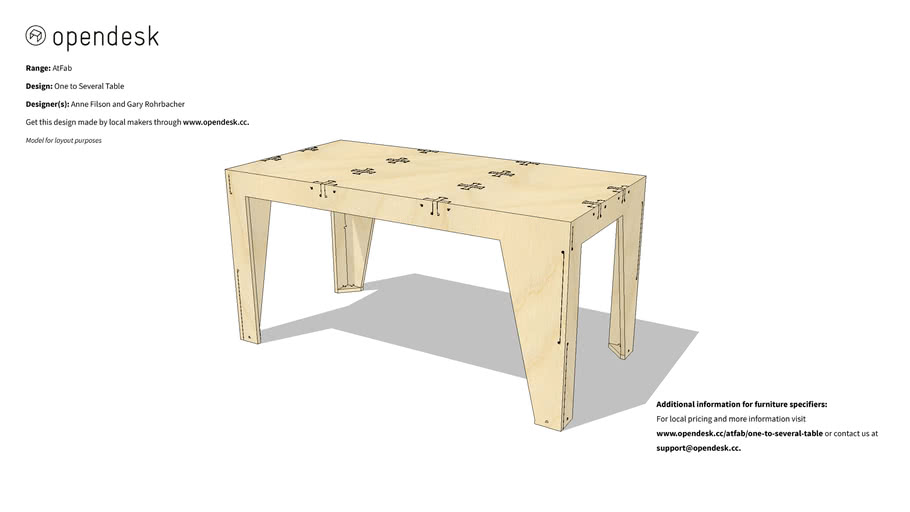 opendesk
Range: AtFab
Design: One to Several Table
Designer(s): Anne Filson and Gary Rohrbacher
Get this design made by local makers through www.opendesk.cc.
Model for layout purposes
Additional information for furniture specifiers:
For local pricing and more information visit
www.opendesk.cc/atfab/one-to-several-table or contact us at
support@opendesk.cc.